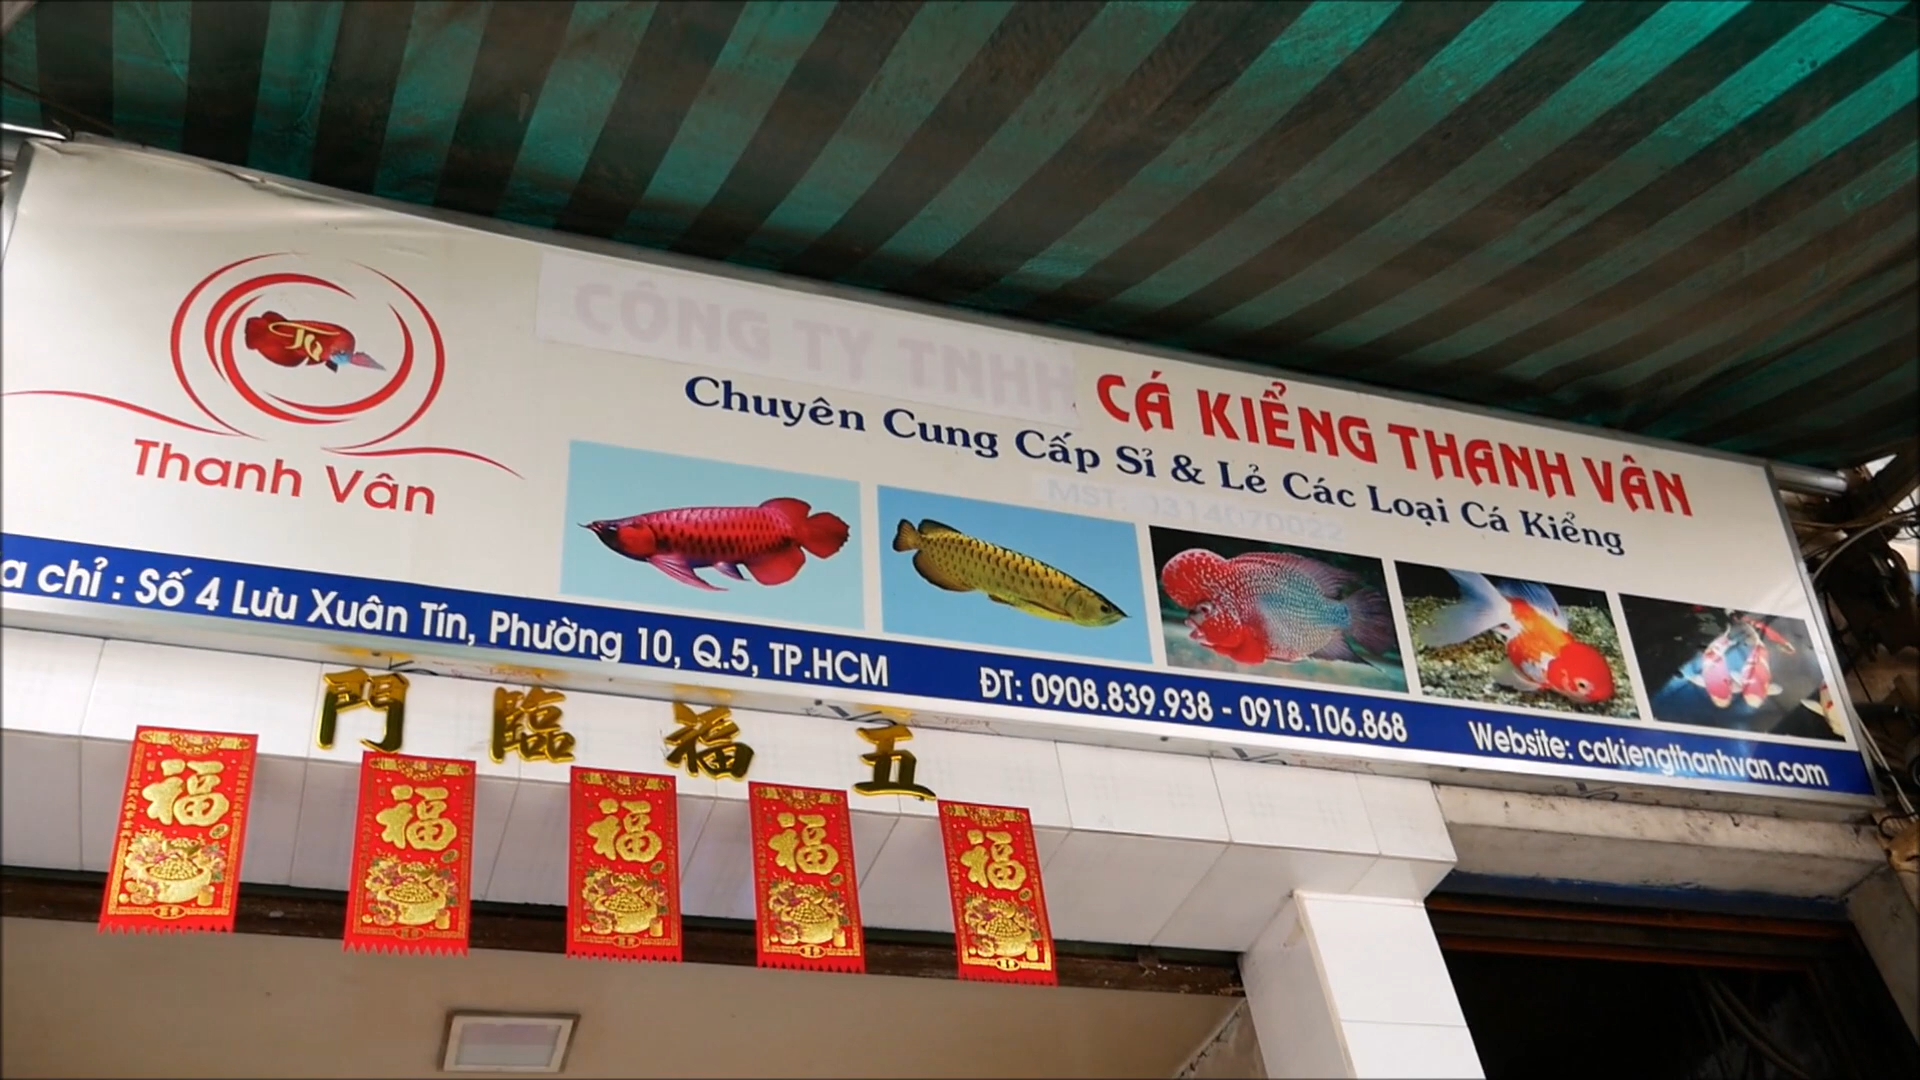 Tv
Thanh Vân
CÔNG TY TNHH CÁ KIỂNG THANH VÂN
Chuyên Cung Cấp Sỉ & Lẻ Các Loại Cá Kiểng
MST: 0314070022
a chỉ : Số 4 Lưu Xuân Tín, Phường 10, Q.5, TP.HCM ĐT: 0908.839.938 - 0918.106.868 Website: cakiengthanhvan.com
門 臨 福 五
福 福 福 福 福